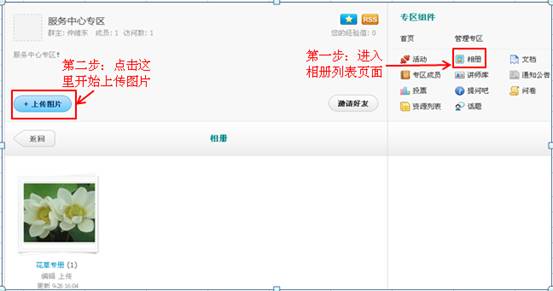 服务中心专区
RSS
群主: 仲维东 成员: 1 访问数: 1
您的经验值: 0
服务中心专区!
第二步: 点击这
里开始上传图片
+ 上传图片
邀请好友
第一步: 进入
相册列表页面
返回
相册
花草专册 (1)
编辑 上传
更新 9-26 16:04
专区组件
首页 管理专区
活动 相册 文档
专区成员 讲师库 通知公告
投票 提问吧 问卷
资源列表 话题